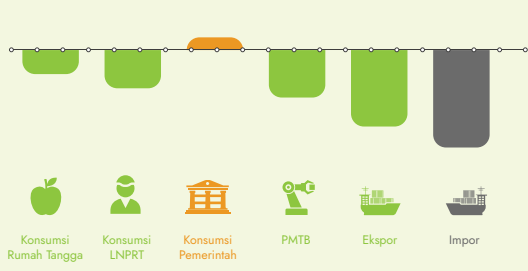 Konsumsi
Rumah Tangga
Konsumsi
LNPRT
Konsumsi
Pemerintah
PMTB
Ekspor
Impor